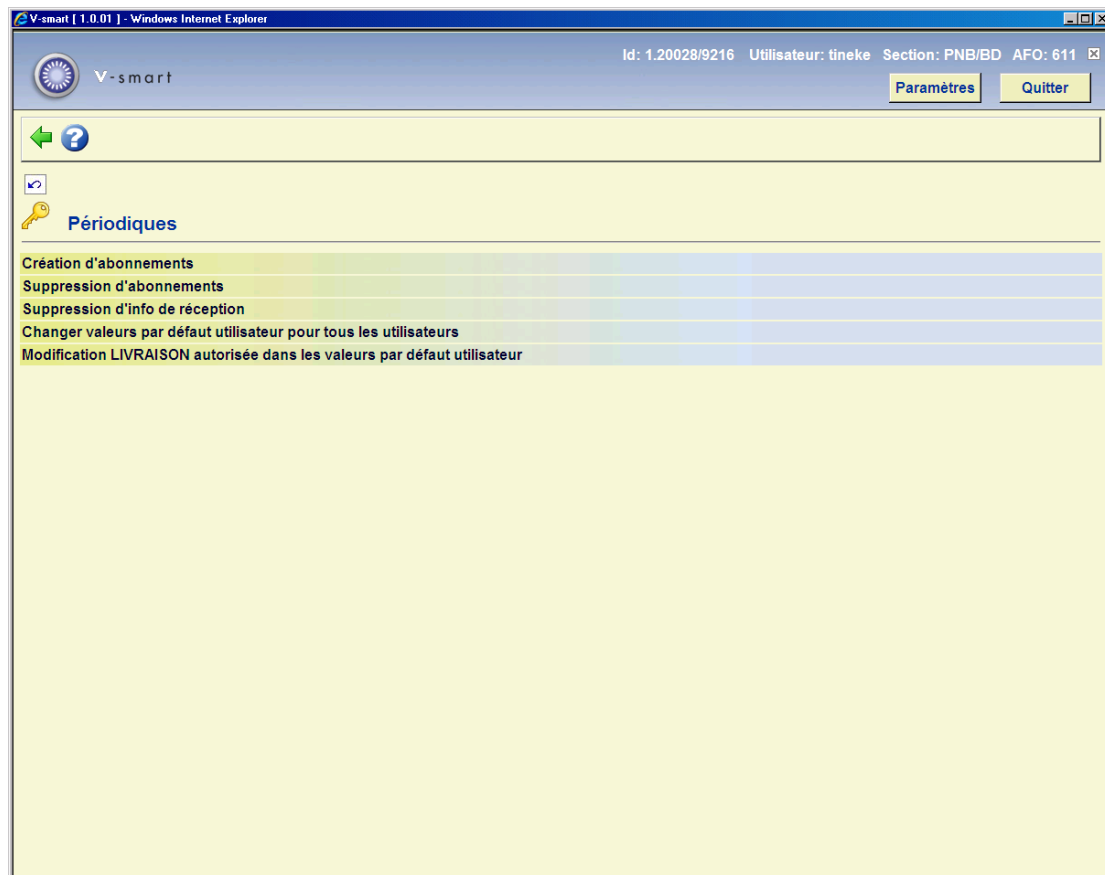 V-smart [ 1.0.01 ] - Windows Internet Explorer
Id: 1.20028/9216 Utilisateur: tineke Section: PNB/BD AFO: 611
V-smart
Paramètres Quitter
Périodiques
Création d'abonnements
Suppression d'abonnements
Suppression d'info de réception
Changer valeurs par défaut utilisateur pour tous les utilisateurs
Modification LIVRAISON autorisée dans les valeurs par défaut utilisateur